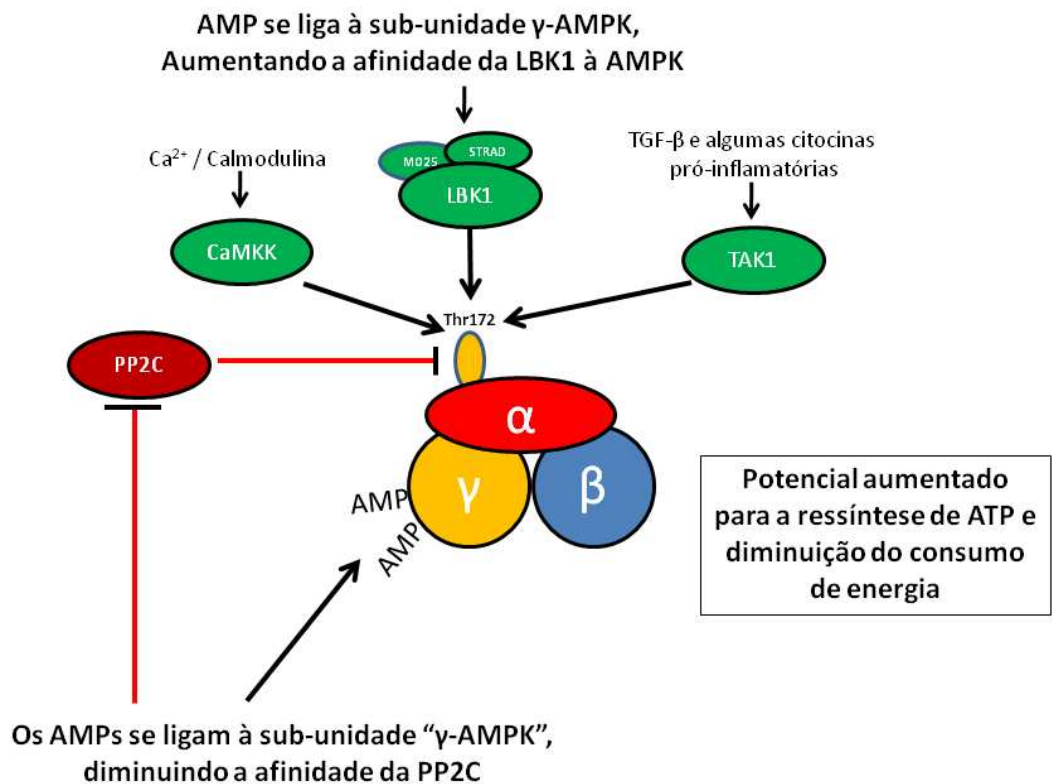 AMP se liga à sub-unidade γ-AMPK,
Aumentando a afinidade da LBK1 à AMPK
Ca²⁺ / Calmodulina
MO25
STRAD
LBK1
TGF-β e algumas citocinas
pró-inflamatórias
CaMKK
TAK1
Thr172
PP2C
α
γ
β
AMP
AMP
Potencial aumentado
para a ressíntese de ATP e
diminuição do consumo
de energia
Os AMPs se ligam à sub-unidade “γ-AMPK”,
diminuindo a afinidade da PP2C